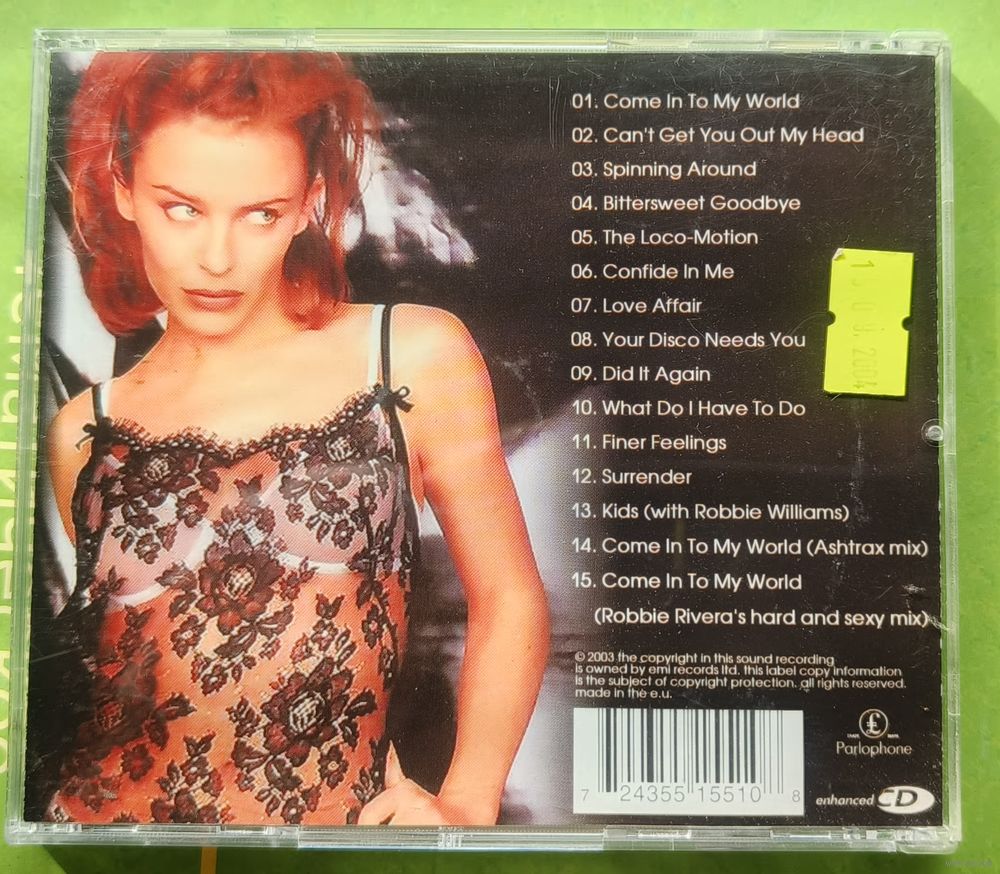 01. Come In To My World
02. Can't Get You Out My Head
03. Spinning Around
04. Bittersweet Goodbye
05. The Loco-Motion
06. Confide In Me
07. Love Affair
08. Your Disco Needs You
09. Did It Again
10. What Do I Have To Do
11. Finer Feelings
12. Surrender
13. Kids (with Robbie Williams)
14. Come In To My World (Ashtrax mix)
15. Come In To My World
(Robbie Rivera's hard and sexy mix)
© 2003 the copyright in this sound recording
is owned by emi records ltd. this label copy information
is the subject of copyright protection. all rights reserved.
made in the e.u.
7 24355 15510 8
£
TRADE MARK
Parlophone
enhanced CD